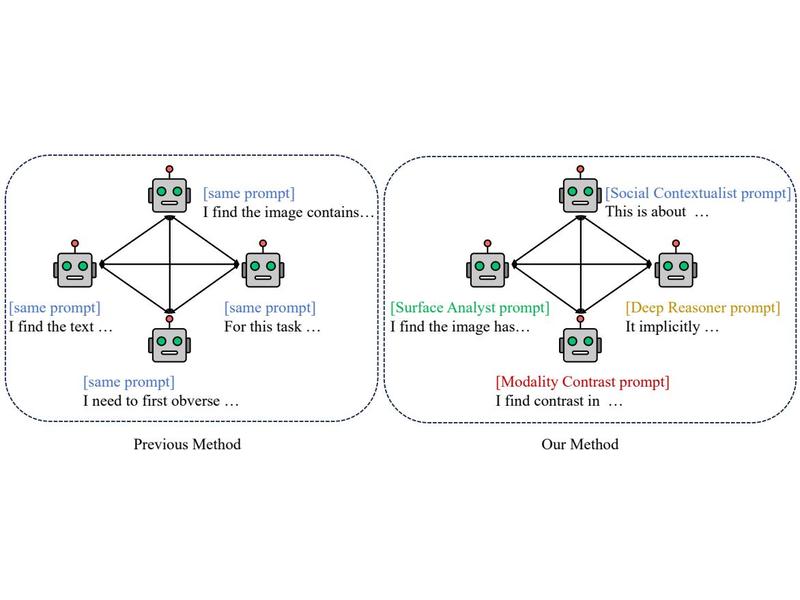 [same prompt]
I find the image contains…
[same prompt]
I find the text …
[same prompt]
For this task …
[same prompt]
I need to first obverse …
Previous Method
[Social Contextualist prompt]
This is about …
[Surface Analyst prompt]
I find the image has…
[Deep Reasoner prompt]
It implicitly …
[Modality Contrast prompt]
I find contrast in …
Our Method